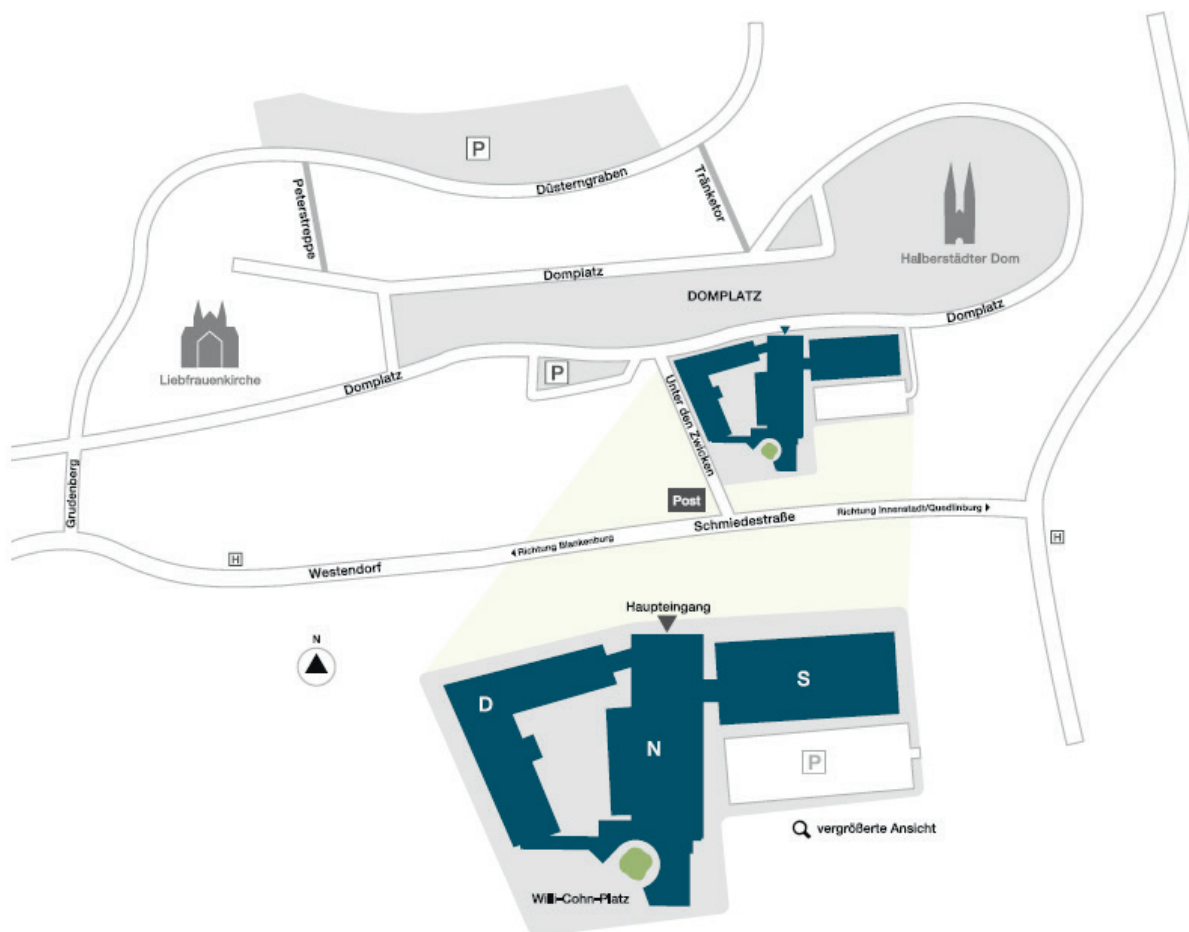 P
Düsterngraben
Peterstreppe
Tränketor
Halberstädter Dom
Domplatz
DOMPLATZ
Domplatz
Liebfrauenkirche
Domplatz
P
Unter den Zwicken
Grudenberg
Post
Schmiedestraße
Richtung Innenstadt/Quedlinburg
Richtung Blankenburg
H
H
Westendorf
Haupteingang
N
D
S
N
P
vergrößerte Ansicht
Willi-Cohn-Platz